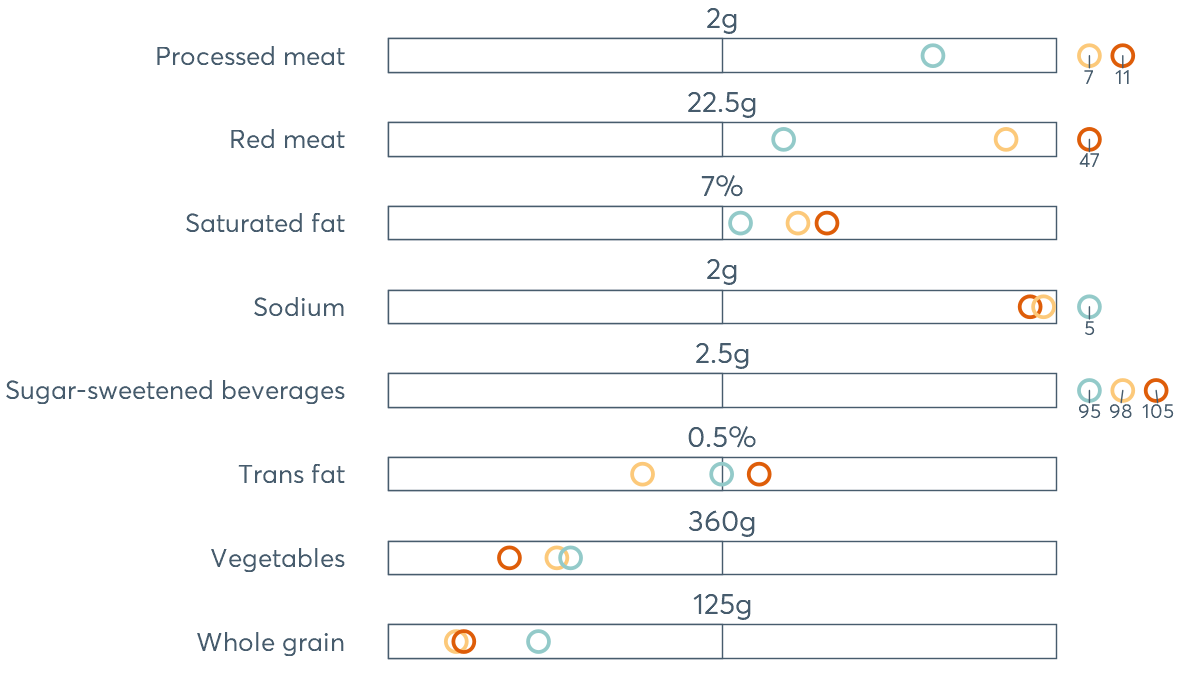 2g
Processed meat
7 11
22.5g
Red meat
47
7%
Saturated fat
2g
Sodium
5
2.5g
Sugar-sweetened beverages
95 98 105
0.5%
Trans fat
360g
Vegetables
125g
Whole grain